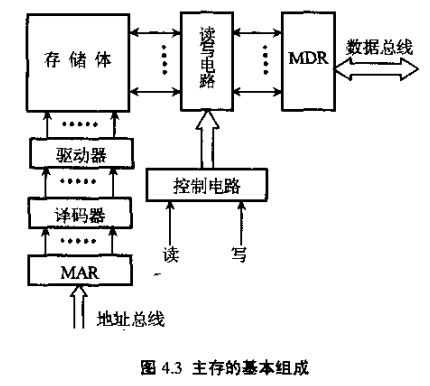 存储体
读写电路
MDR
数据总线
驱动器
控制电路
译码器
读
写
MAR
地址总线
图 4.3 主存的基本组成